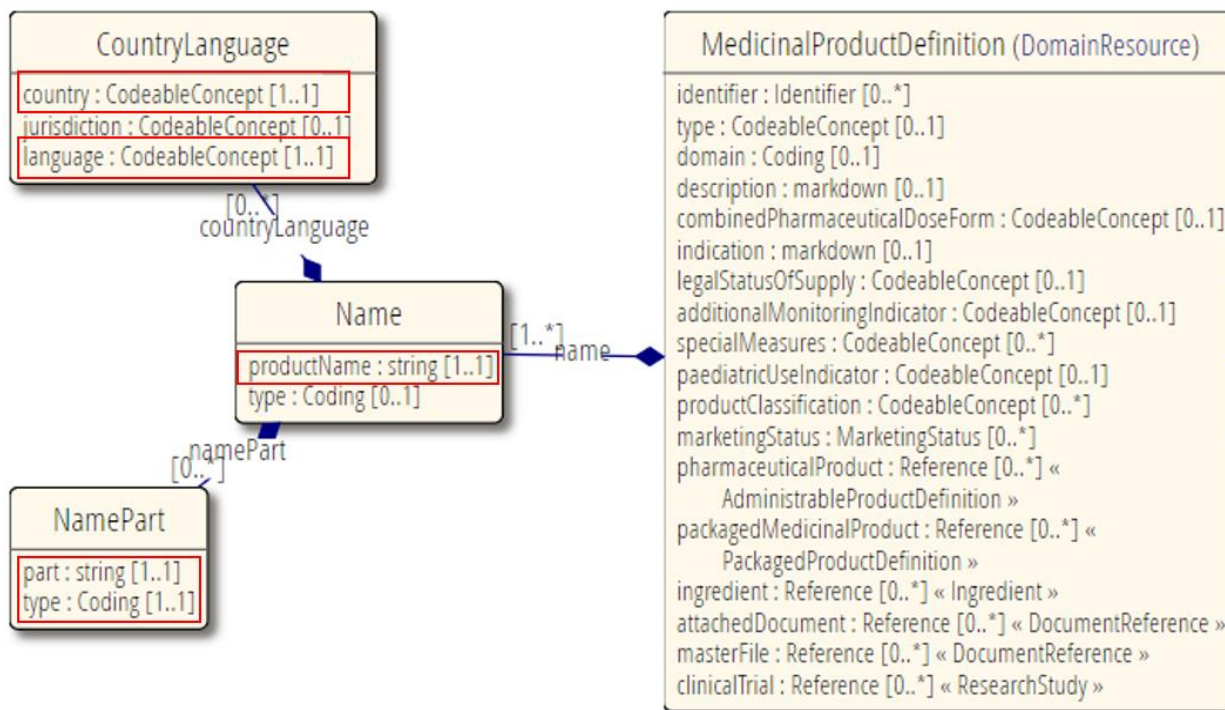 CountryLanguage
country : CodeableConcept [1..1]
jurisdiction : CodeableConcept [0..1]
language : CodeableConcept [1..1]
[0..*]
countryLanguage
Name
productName : string [1..1]
type : Coding [0..1]
[1..*]
name
namePart
[0..*]
NamePart
part : string [1..1]
type : Coding [1..1]
MedicinalProductDefinition (DomainResource)
identifier : Identifier [0..*]
type : CodeableConcept [0..1]
domain : Coding [0..1]
description : markdown [0..1]
combinedPharmaceuticalDoseForm : CodeableConcept [0..1]
indication : markdown [0..1]
legalStatusOfSupply : CodeableConcept [0..1]
additionalMonitoringIndicator : CodeableConcept [0..1]
specialMeasures : CodeableConcept [0..*]
paediatricUseIndicator : CodeableConcept [0..1]
productClassification : CodeableConcept [0..*]
marketingStatus : MarketingStatus [0..*]
pharmaceuticalProduct : Reference [0..*] «
AdministrableProductDefinition »
packagedMedicinalProduct : Reference [0..*] «
PackagedProductDefinition »
ingredient : Reference [0..*] « Ingredient »
attachedDocument : Reference [0..*] « DocumentReference »
masterFile : Reference [0..*] « DocumentReference »
clinicalTrial : Reference [0..*] « ResearchStudy »